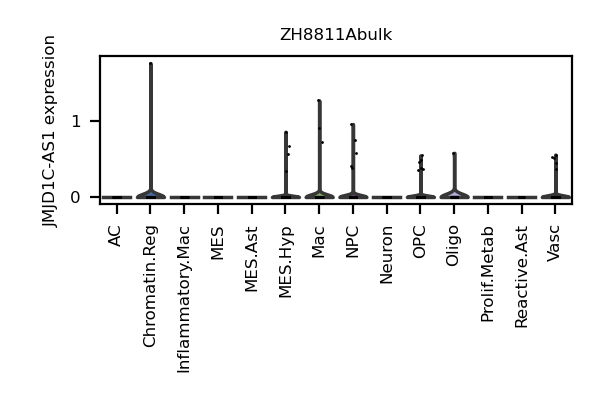 ZH8811Abulk
JMJD1C-AS1 expression
1
0
AC
Chromatin.Reg
Inflammatory.Mac
MES
MES.Ast
MES.Hyp
Mac
NPC
Neuron
OPC
Oligo
Prolif.Metab
Reactive.Ast
Vasc